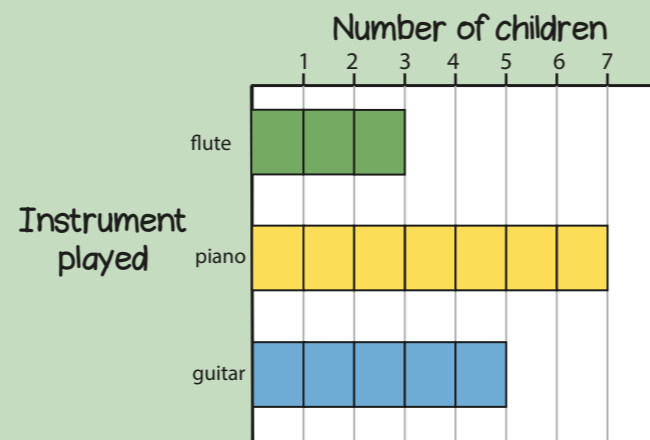 Number of children
1 2 3 4 5 6 7
flute
Instrument
played
piano
guitar